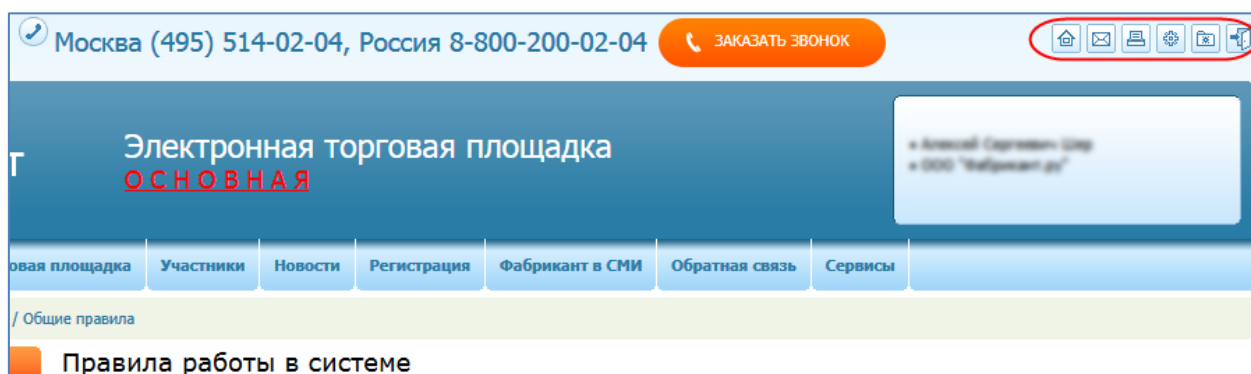 Москва (495) 514-02-04, Россия 8-800-200-02-04
ЗАКАЗАТЬ ЗВОНОК
т
Электронная торговая площадка
ОСНОВНАЯ
овая площадка Участники Новости Регистрация Фабрикант в СМИ Обратная связь Сервисы
/ Общие правила
Правила работы в системе